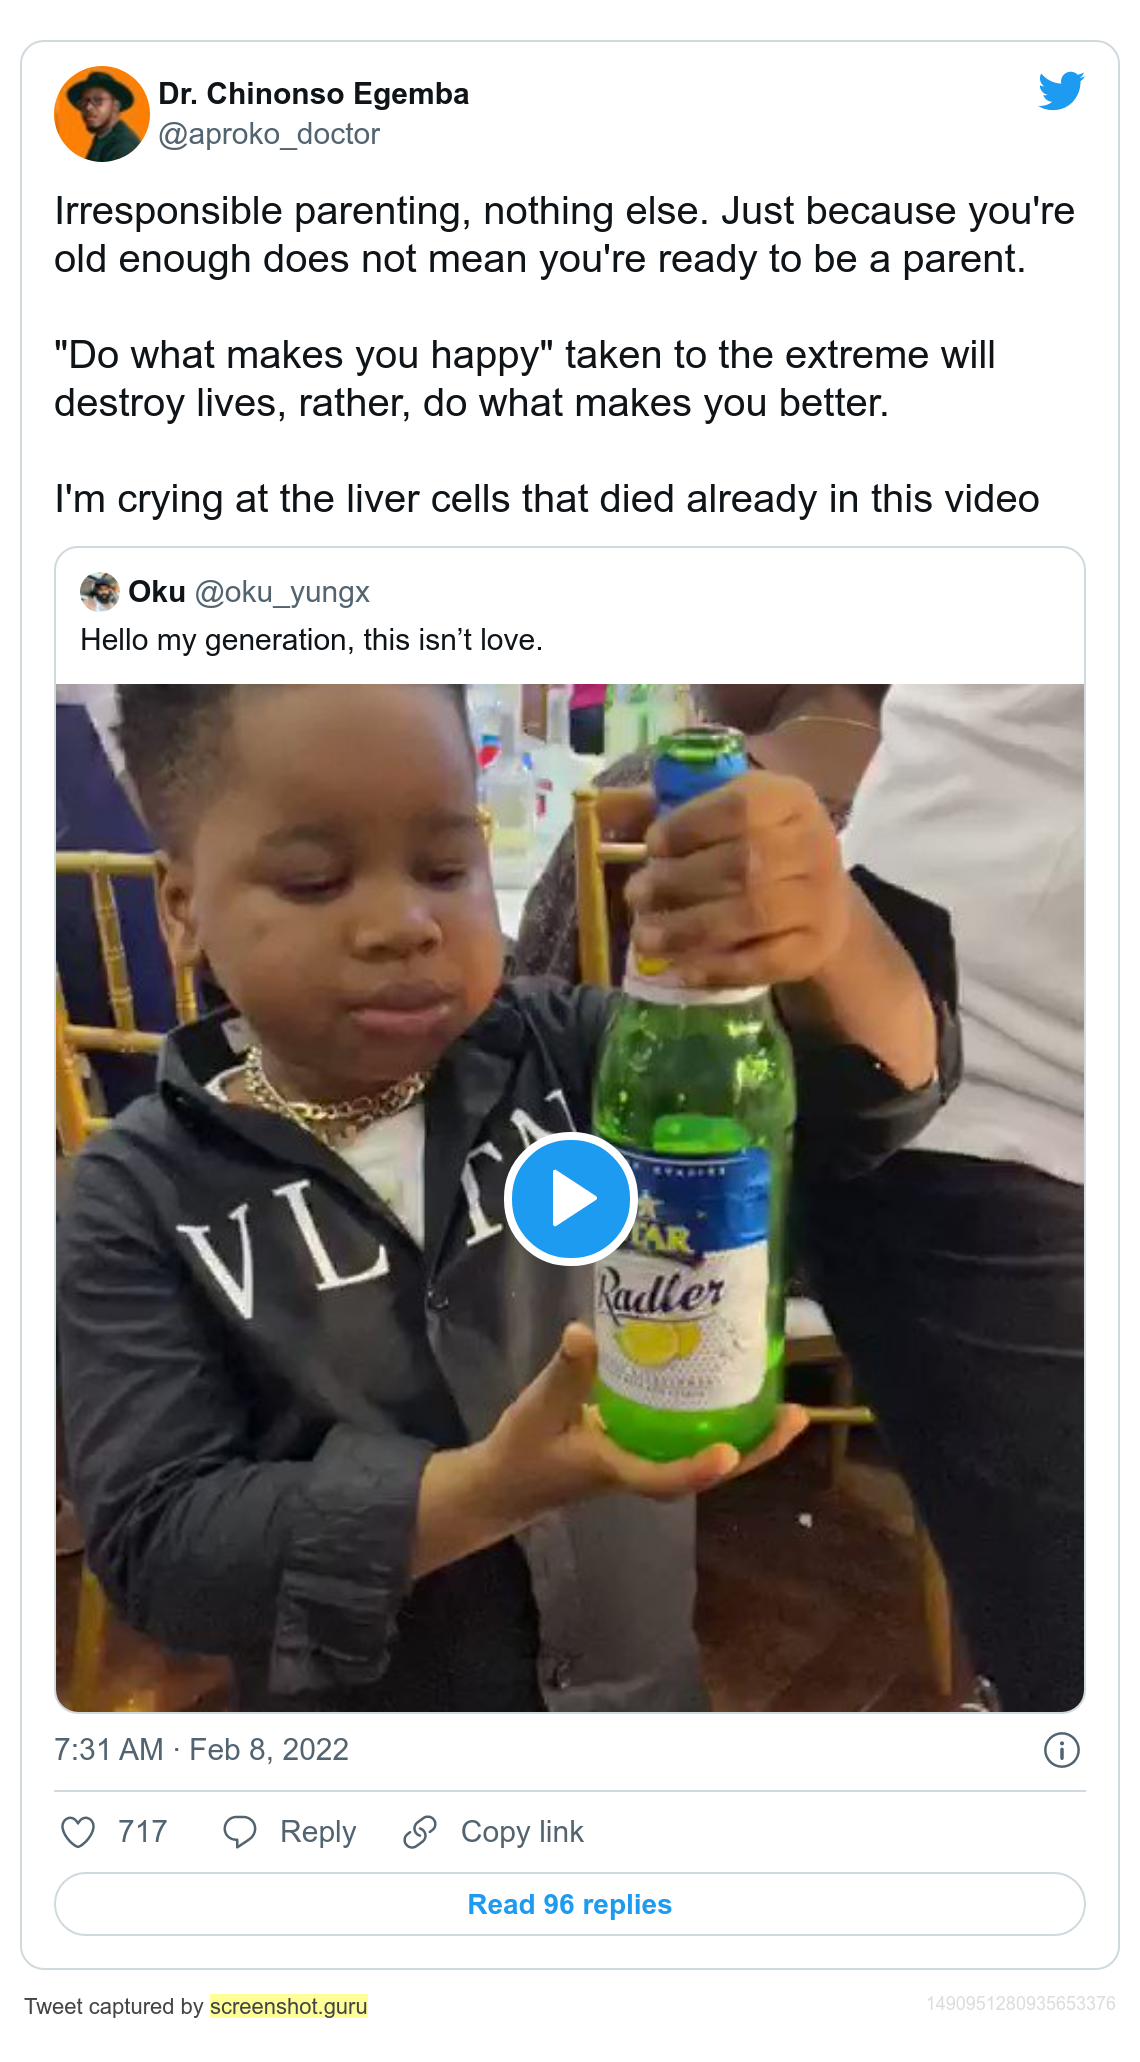 Dr. Chinonso Egemba
@aproko_doctor
Irresponsible parenting, nothing else. Just because you're
old enough does not mean you're ready to be a parent.
"Do what makes you happy" taken to the extreme will
destroy lives, rather, do what makes you better.
I'm crying at the liver cells that died already in this video
Oku @oku_yungx
Hello my generation, this isn’t love.
VLTN
TAR
Radler
7:31 AM · Feb 8, 2022
717 Reply Copy link
Read 96 replies
Tweet captured by screenshot.guru
1490951280935653376